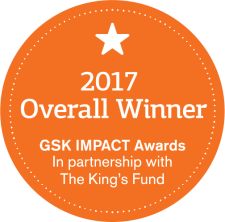 2017
Overall Winner
GSK IMPACT Awards
In partnership with
The King's Fund